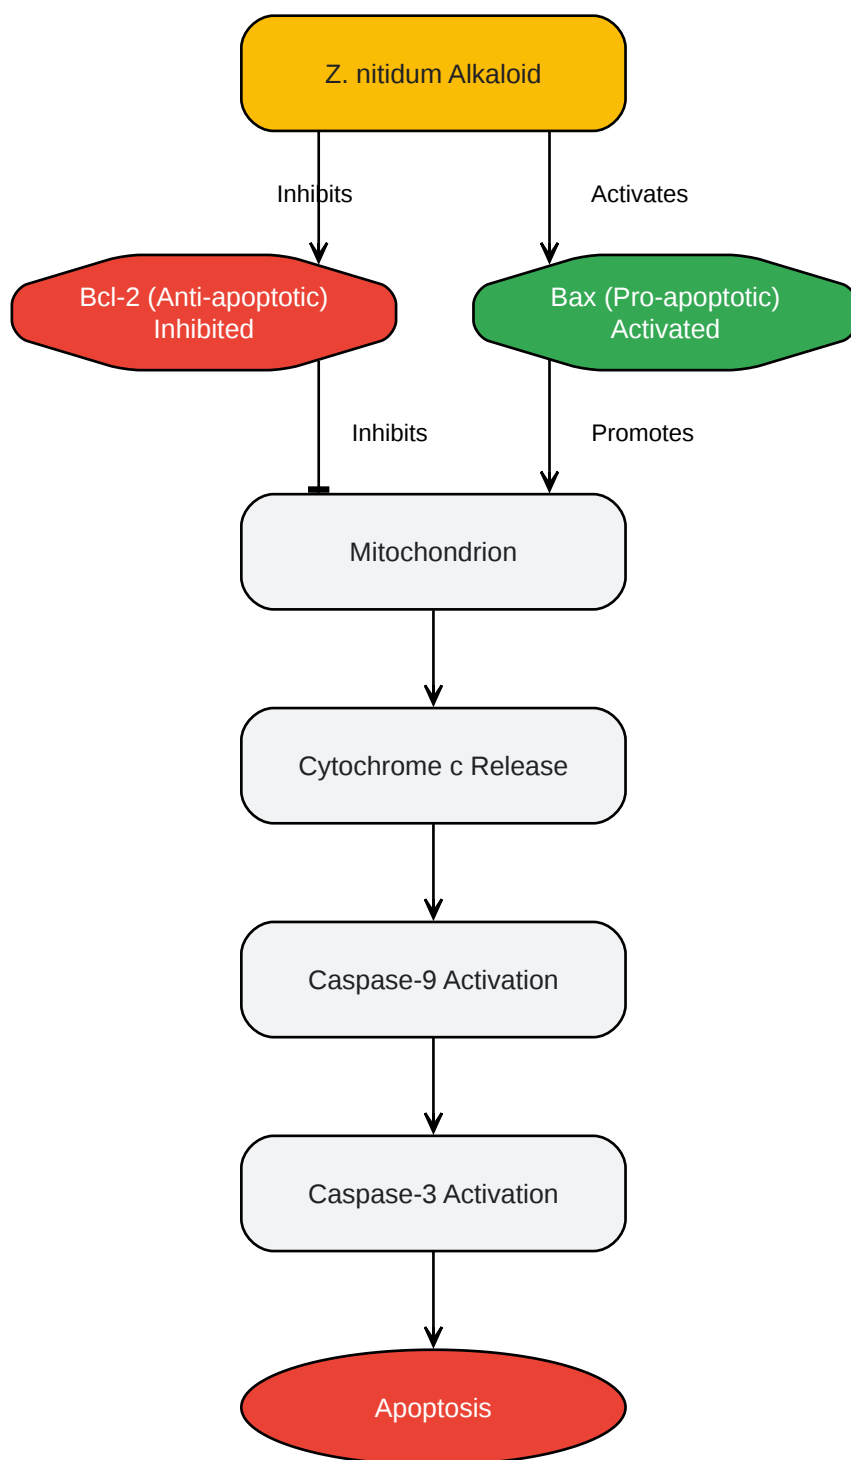 Z. nitidum Alkaloid
Inhibits
Activates
Bcl-2 (Anti-apoptotic)
Inhibited
Bax (Pro-apoptotic)
Activated
Inhibits
Promotes
Mitochondrion
Cytochrome c Release
Caspase-9 Activation
Caspase-3 Activation
Apoptosis